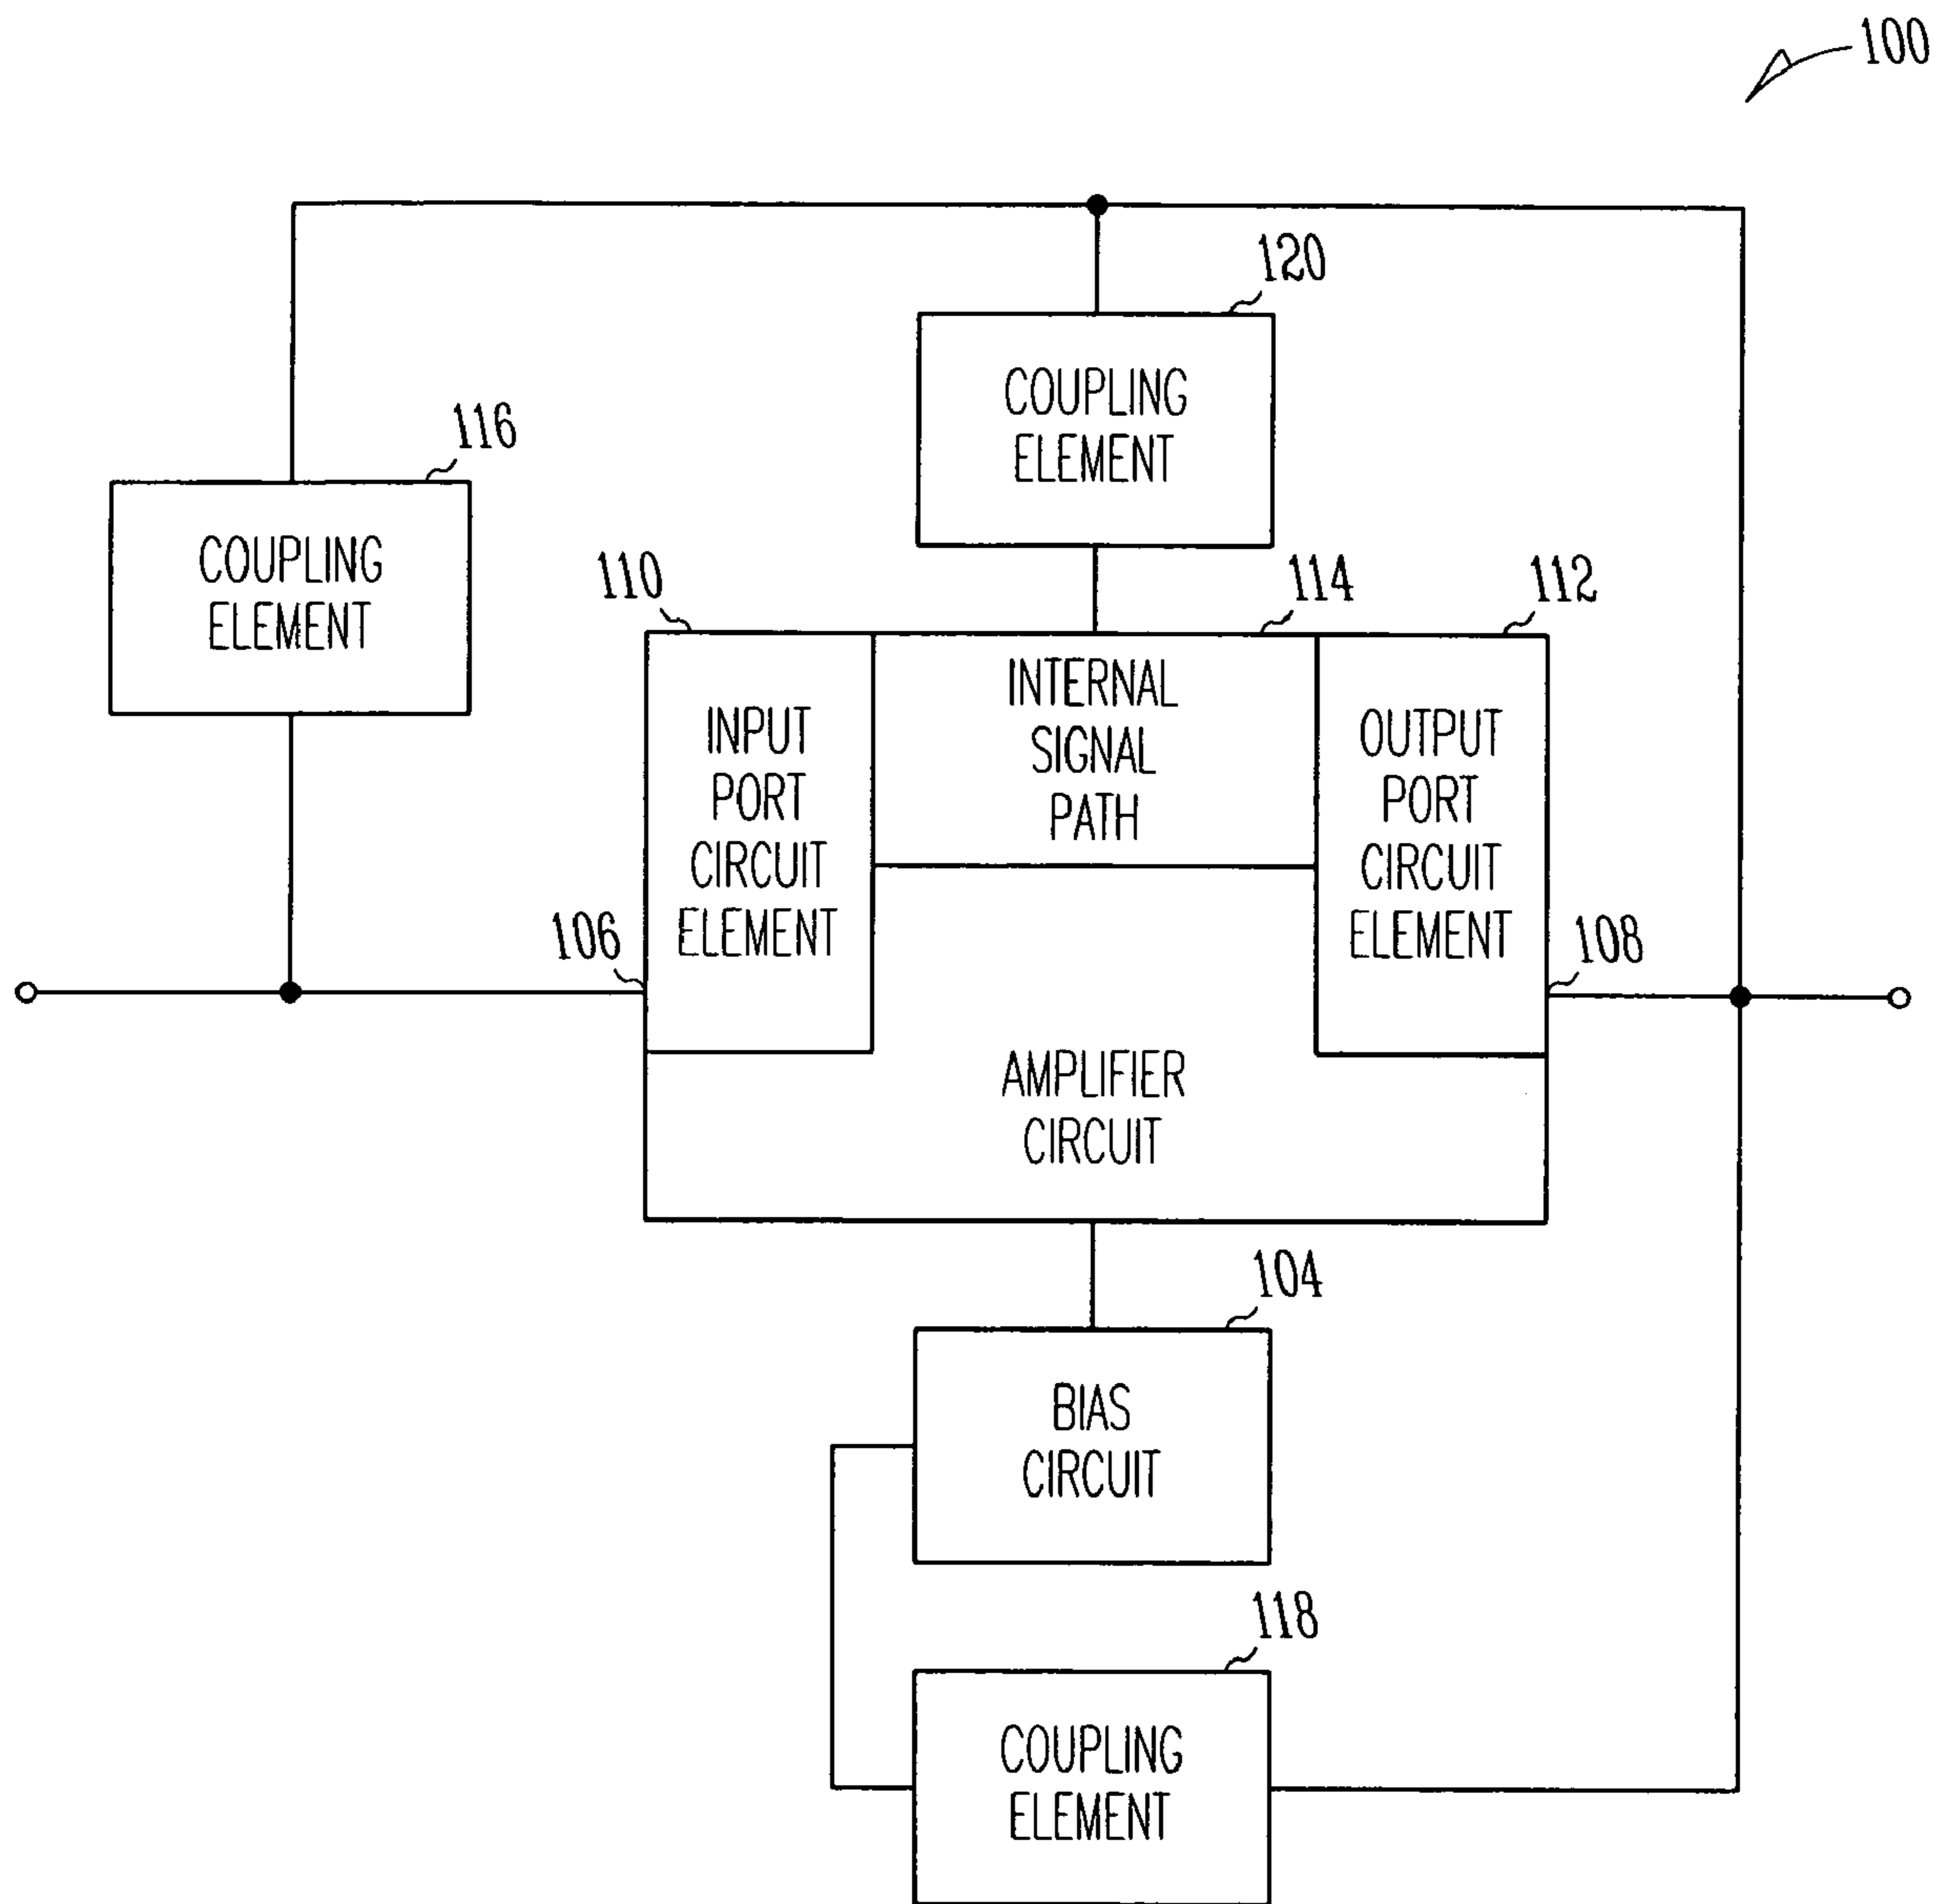 100
120
COUPLING
ELEMENT
116
COUPLING
ELEMENT
110
114
112
INTERNAL
SIGNAL
PATH
INPUT
PORT
CIRCUIT
ELEMENT
OUTPUT
PORT
CIRCUIT
ELEMENT
106
108
AMPLIFIER
CIRCUIT
104
BIAS
CIRCUIT
118
COUPLING
ELEMENT